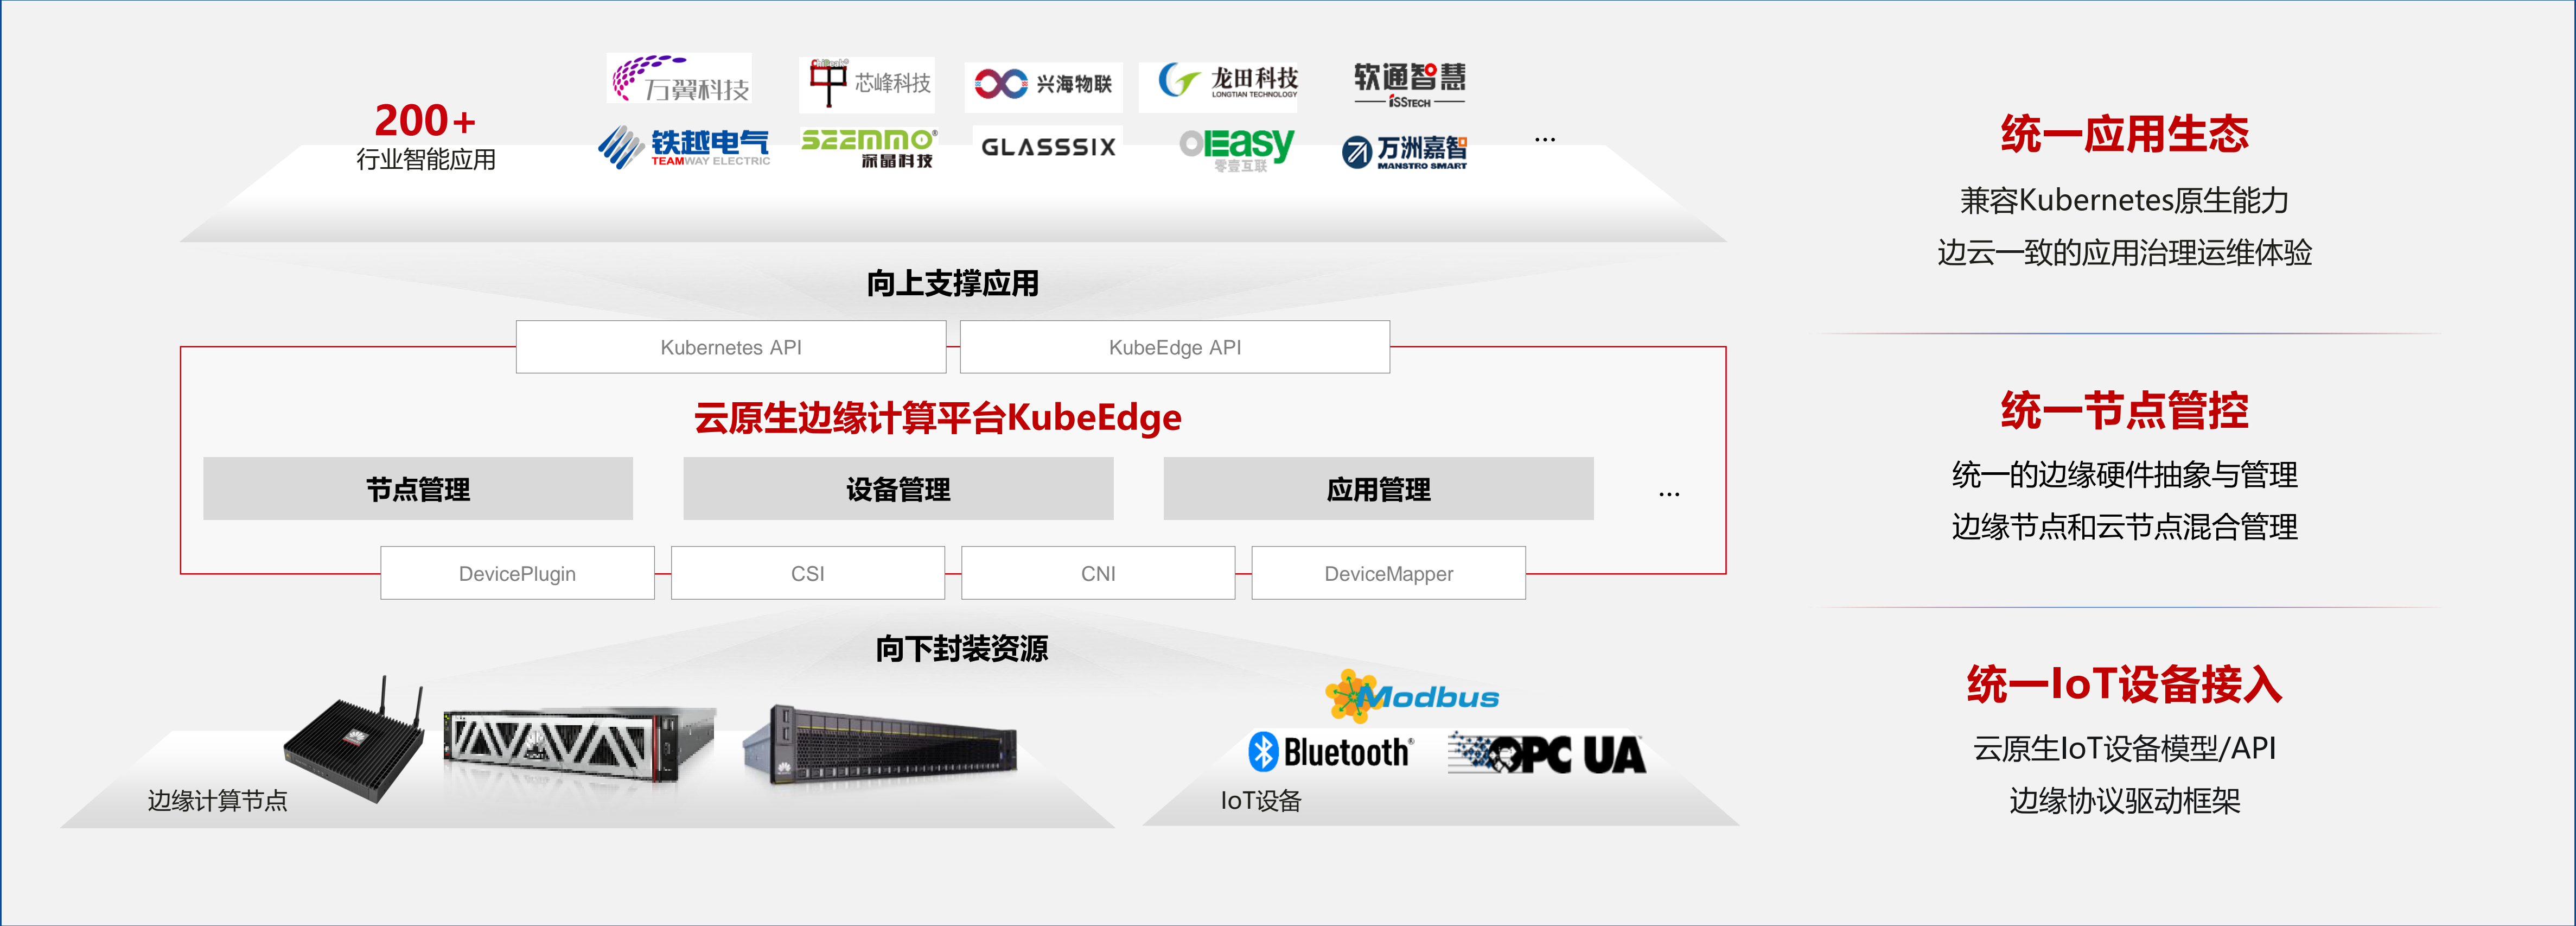 200+
行业智能应用
万翼科技
Chilleak®
芯峰科技
兴海物联
龙田科技
LONGTIAN TECHNOLOGY
软通智慧
iSSTECH
铁越电气
TEAMWAY ELECTRIC
SEEMMO®
深晶科技
GLASSSIX
OEasy
零壹互联
万洲嘉智
MANSTRO SMART
...
向上支撑应用
Kubernetes API
KubeEdge API
云原生边缘计算平台KubeEdge
节点管理
设备管理
应用管理
...
DevicePlugin
CSI
CNI
DeviceMapper
向下封装资源
边缘计算节点
Modbus
Bluetooth®
OPC UA
IoT设备
统一应用生态
兼容Kubernetes原生能力
边云一致的应用治理运维体验
统一节点管控
统一的边缘硬件抽象与管理
边缘节点和云节点混合管理
统一IoT设备接入
云原生IoT设备模型/API
边缘协议驱动框架